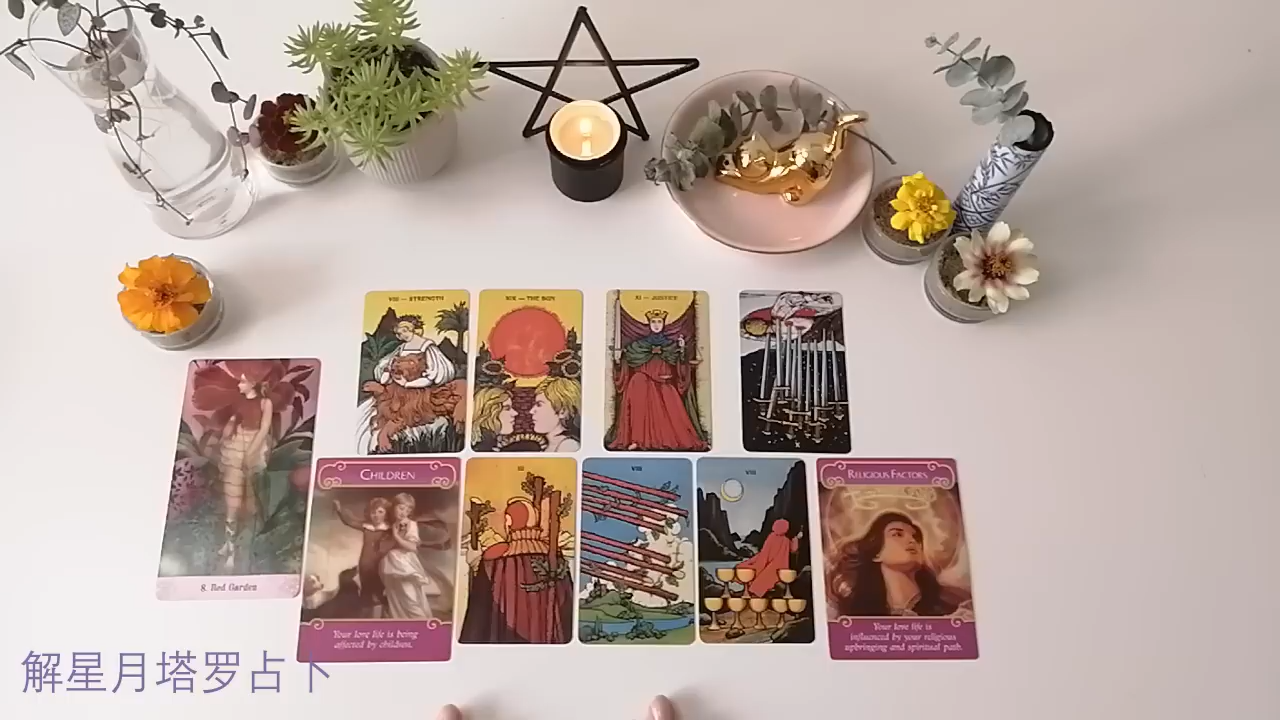 VIII — STRENGTH
XIX — THE SUN
XI — JUSTICE
X
8. Red Garden
CHILDREN
Your love life is being
affected by children.
III
VIII
VIII
RELIGIOUS FACTORS
Your love life is
influenced by your religious
upbringing and spiritual path.
解星月塔罗占卜